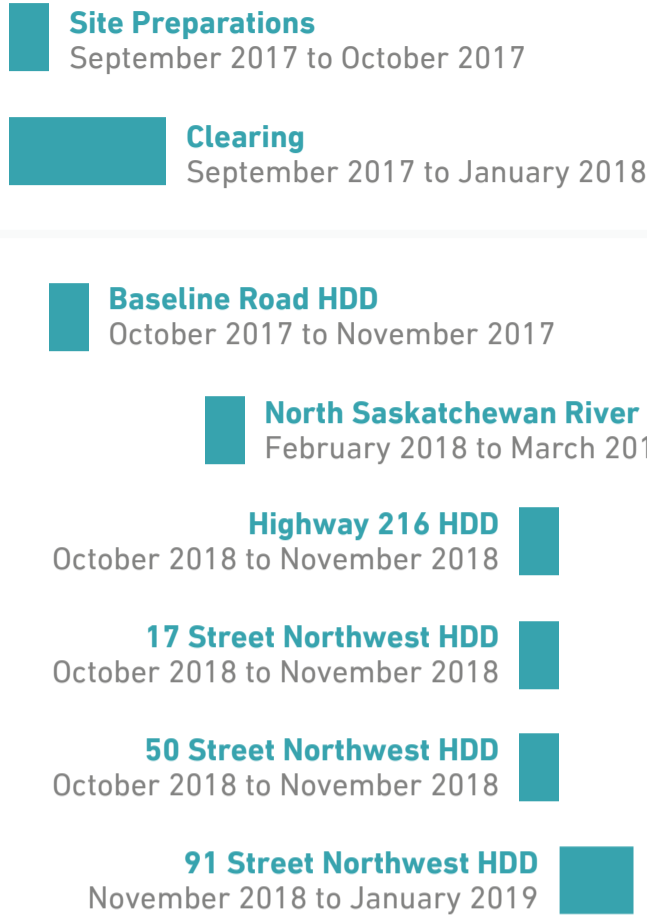 Site Preparations
September 2017 to October 2017
Clearing
September 2017 to January 2018
Baseline Road HDD
October 2017 to November 2017
North Saskatchewan River
February 2018 to March
Highway 216 HDD
October 2018 to November 2018
17 Street Northwest HDD
October 2018 to November 2018
50 Street Northwest HDD
October 2018 to November 2018
91 Street Northwest HDD
November 2018 to January 2019